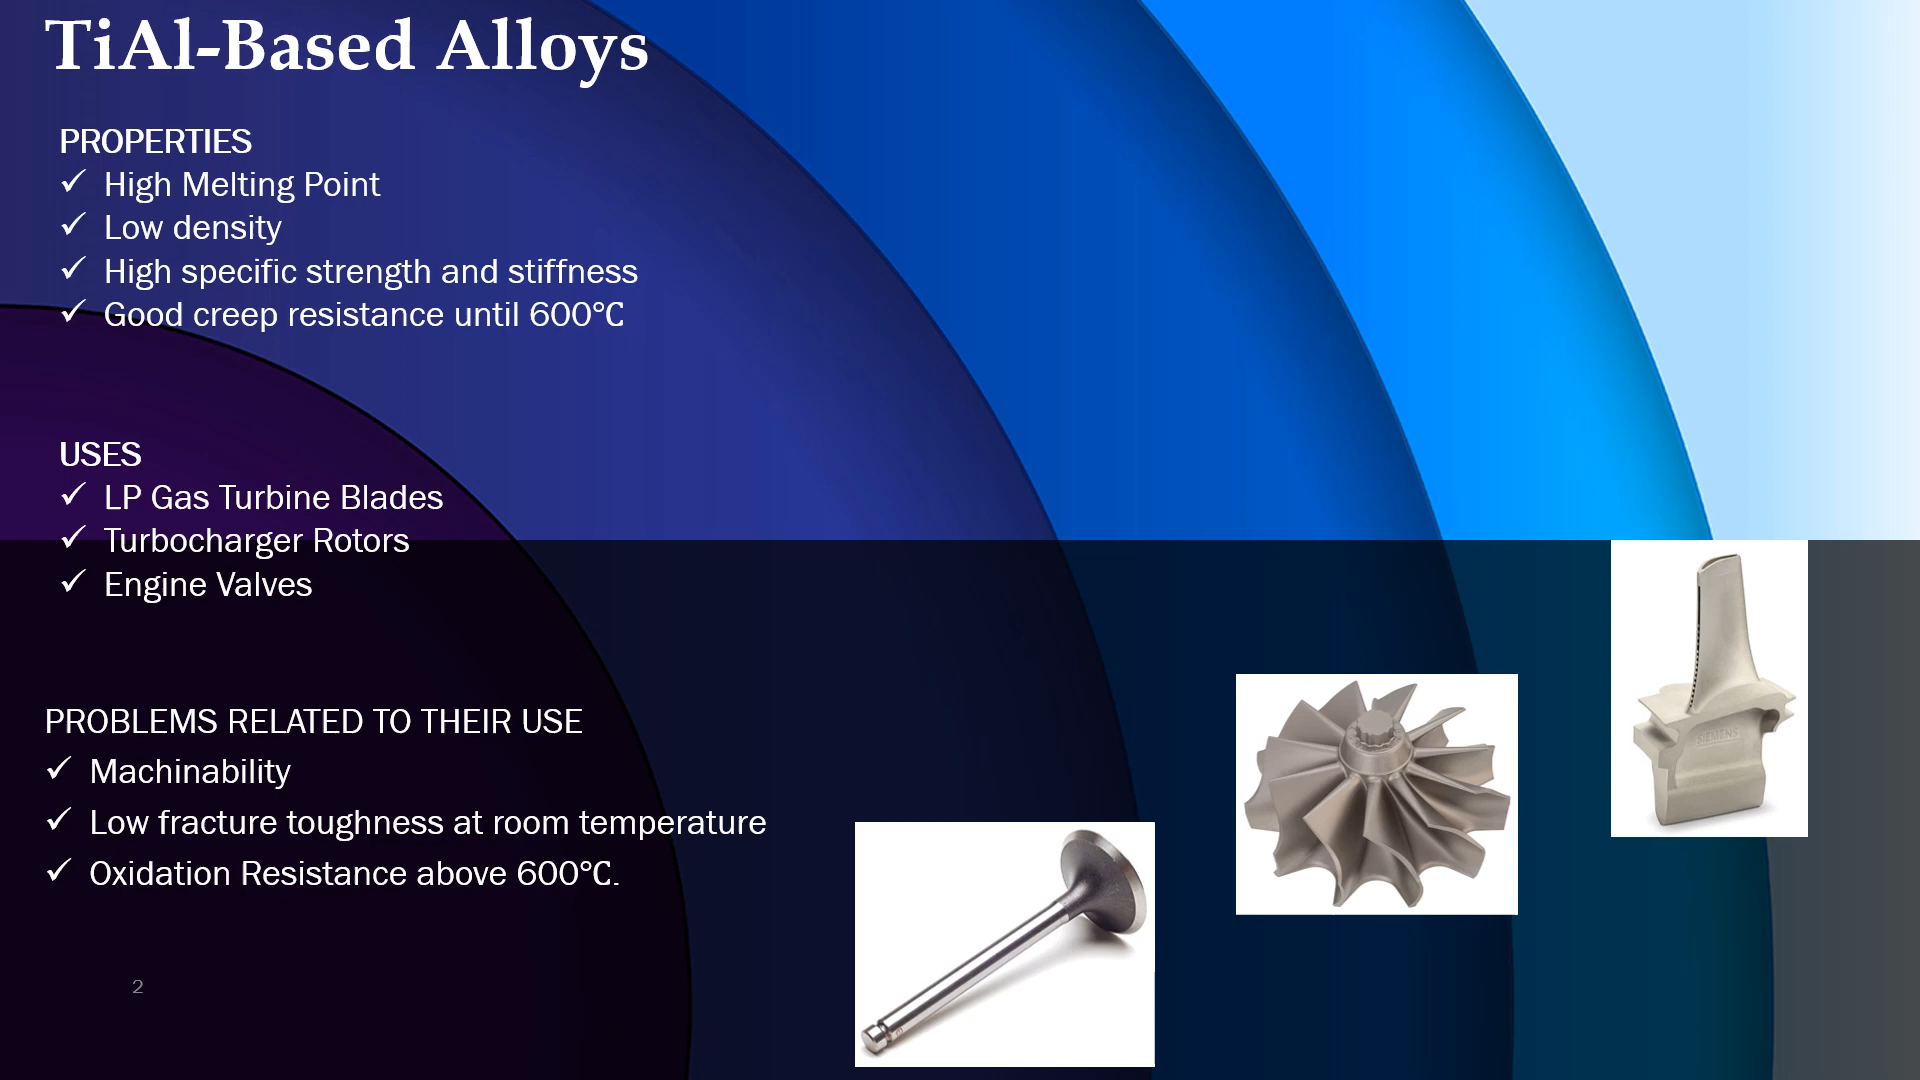 TiAl-Based Alloys
PROPERTIES
✓ High Melting Point
✓ Low density
✓ High specific strength and stiffness
✓ Good creep resistance until 600°C
USES
✓ LP Gas Turbine Blades
✓ Turbocharger Rotors
✓ Engine Valves
PROBLEMS RELATED TO THEIR USE
✓ Machinability
✓ Low fracture toughness at room temperature
✓ Oxidation Resistance above 600°C.
SIEMENS
2